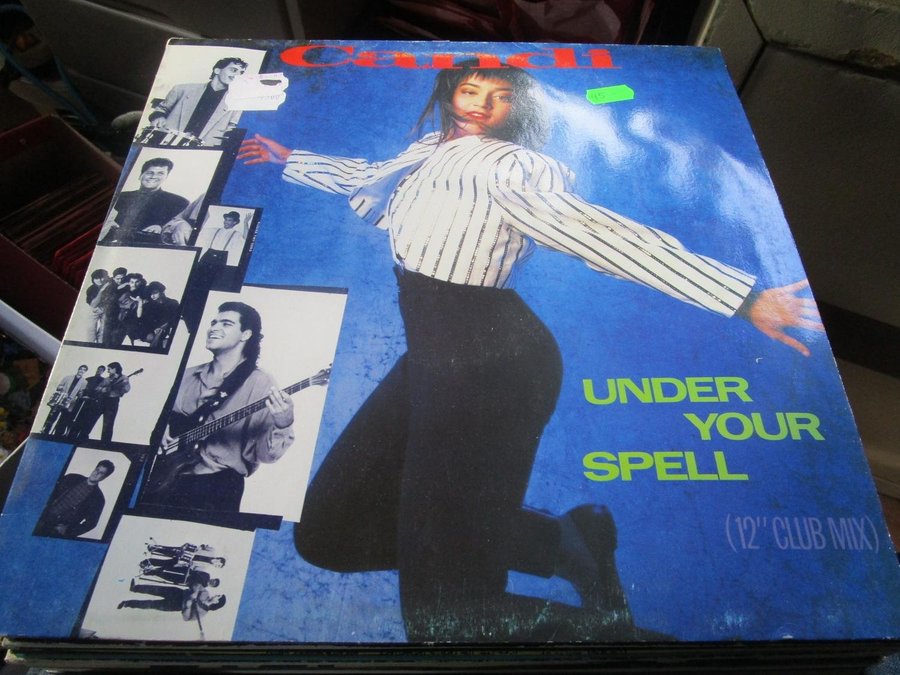 Candi
UNDER
YOUR
SPELL
(12" CLUB MIX)